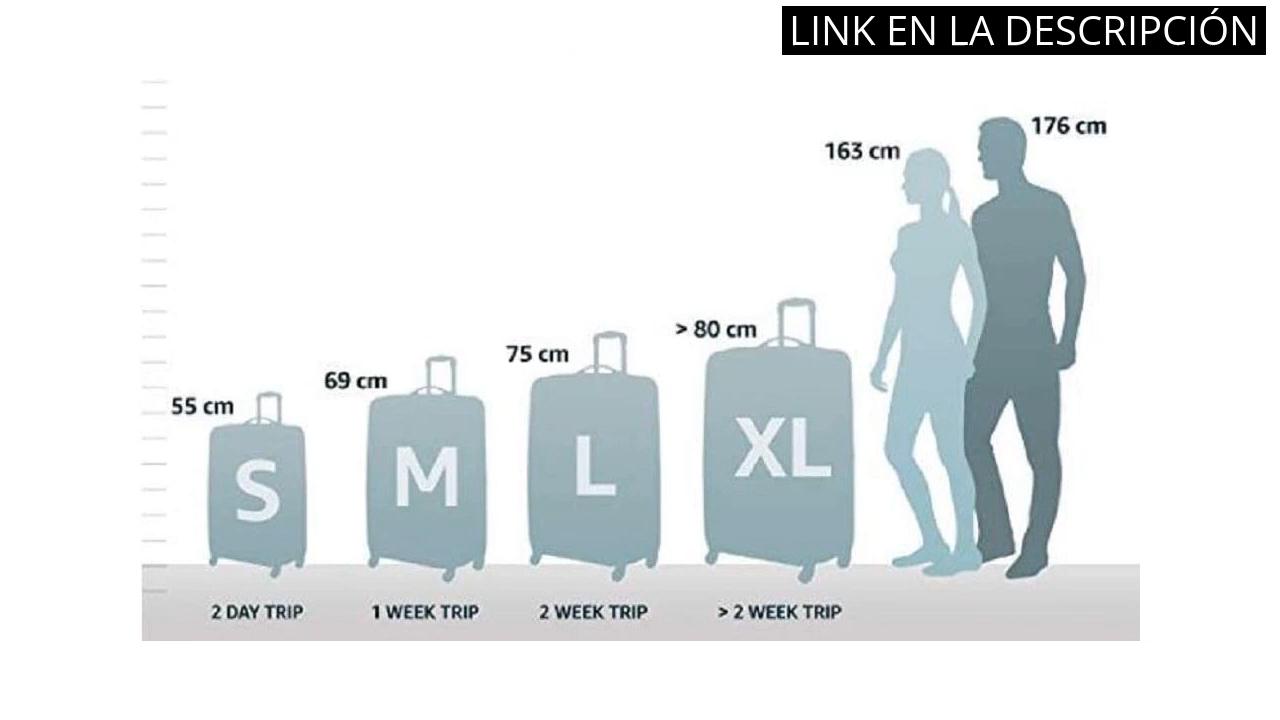 LINK EN LA DESCRIPCIÓN
176 cm
163 cm
> 80 cm
75 cm
69 cm
55 cm
S
M
L
XL
2 DAY TRIP
1 WEEK TRIP
2 WEEK TRIP
> 2 WEEK TRIP